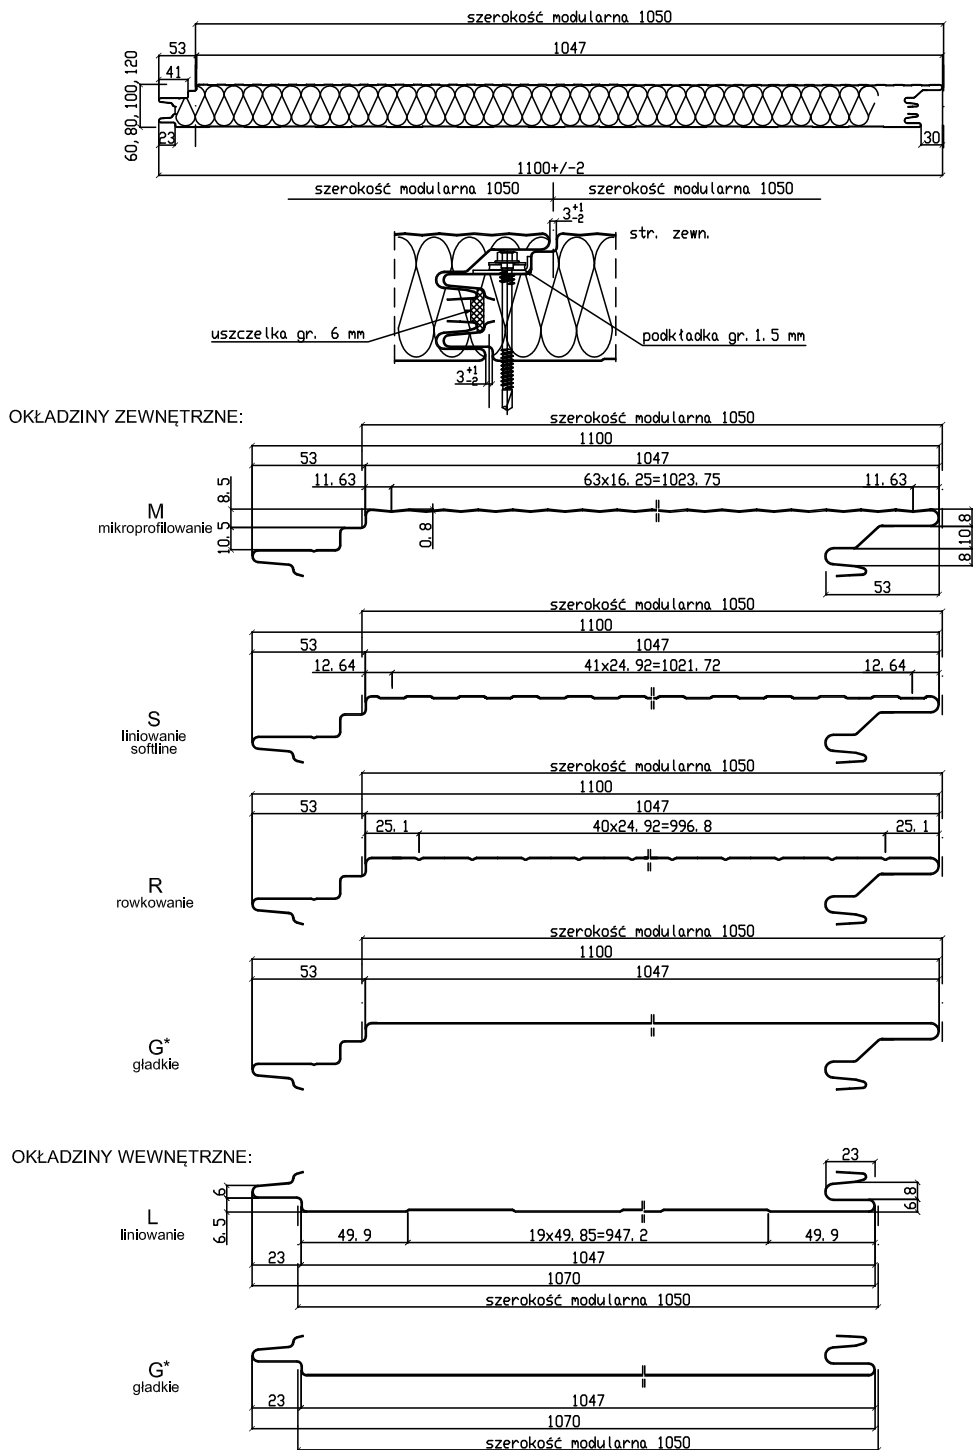 szerokość modularna 1050
53
1047
41
60, 80, 100, 120
23
30
1100+/-2
szerokość modularna 1050
szerokość modularna 1050
3+1-2
str. zewn.
uszczelka gr. 6 mm
podkładka gr. 1. 5 mm
3+1-2
OKŁADZINY ZEWNĘTRZNE:
szerokość modularna 1050
1100
53
1047
11. 63
63x16. 25=1023. 75
11. 63
8. 5
10. 5
M
mikroprofilowanie
0. 8
10. 8
53
szerokość modularna 1050
1100
53
1047
12. 64
41x24. 92=1021. 72
12. 64
S
liniowanie
softline
szerokość modularna 1050
1100
53
1047
25. 1
40x24. 92=996. 8
25. 1
R
rowkowanie
szerokość modularna 1050
1100
53
1047
G*
gładkie
OKŁADZINY WEWNĘTRZNE:
23
6
6. 5
6. 8
L
liniowanie
49. 9
19x49. 85=947. 2
49. 9
23
1047
1070
szerokość modularna 1050
G*
gładkie
23
1047
1070
szerokość modularna 1050